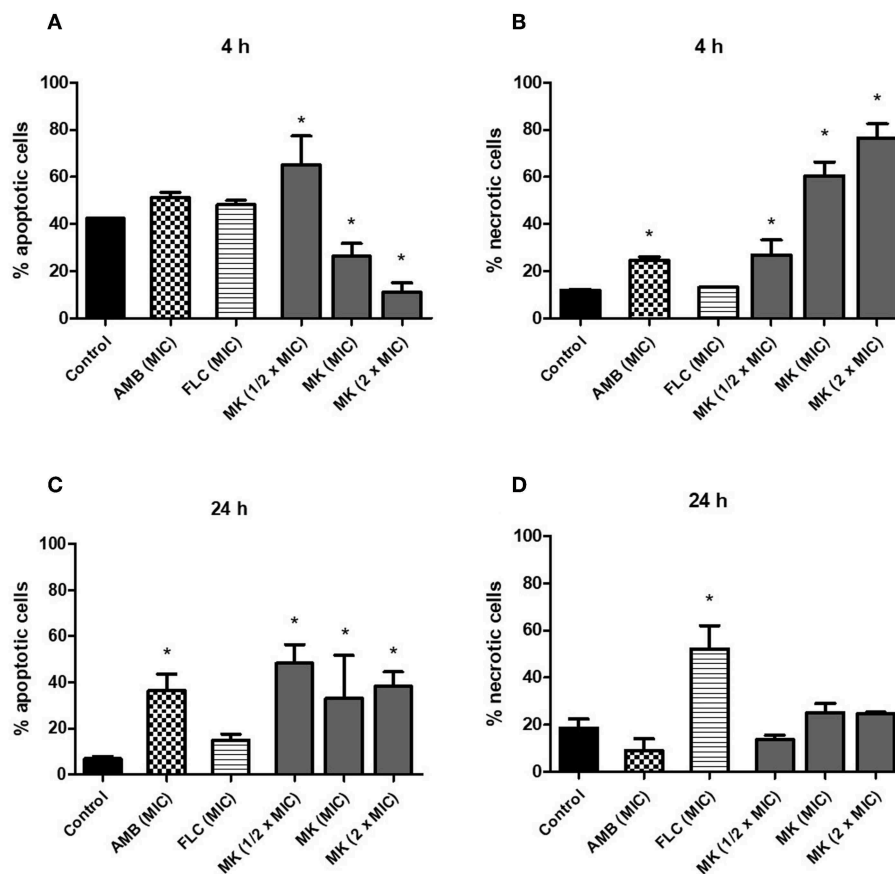 A
4 h
% apoptotic cells
100
80
60
40
20
0
*
*
*
Control
AMB (MIC)
FLC (MIC)
MK (1/2 x MIC)
MK (MIC)
MK (2 x MIC)
B
4 h
% necrotic cells
100
80
60
40
20
0
*
*
*
*
Control
AMB (MIC)
FLC (MIC)
MK (1/2 x MIC)
MK (MIC)
MK (2 x MIC)
C
24 h
% apoptotic cells
100
80
60
40
20
0
*
*
*
*
Control
AMB (MIC)
FLC (MIC)
MK (1/2 x MIC)
MK (MIC)
MK (2 x MIC)
D
24 h
% necrotic cells
100
80
60
40
20
0
*
Control
AMB (MIC)
FLC (MIC)
MK (1/2 x MIC)
MK (MIC)
MK (2 x MIC)